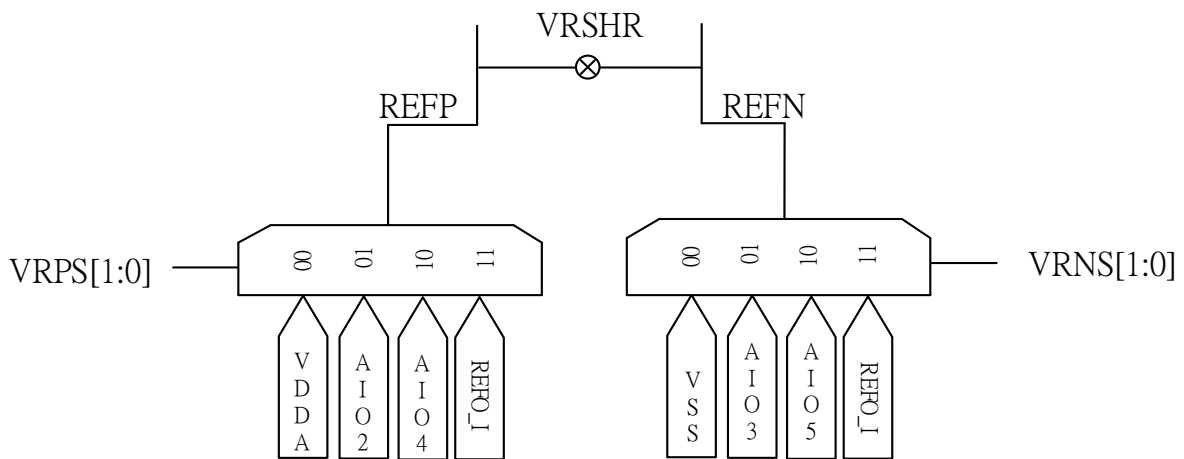 VRSHR
REFP
REFN
VRPS[1:0]
00
01
10
11
00
01
10
11
VRNS[1:0]
VDDA
AIO2
AIO4
REFO_I
VSS
AIO3
AIO5
REFO_I